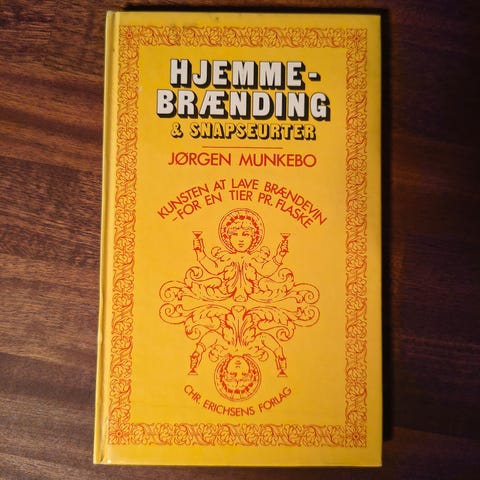 HJEMME-
BRÆNDING
& SNAPSEURTER
JØRGEN MUNKEBO
KUNSTEN AT LAVE BRÆNDEVIN
-FOR EN TIER PR. FLASKE
CHR. ERICHSENS FORLAG